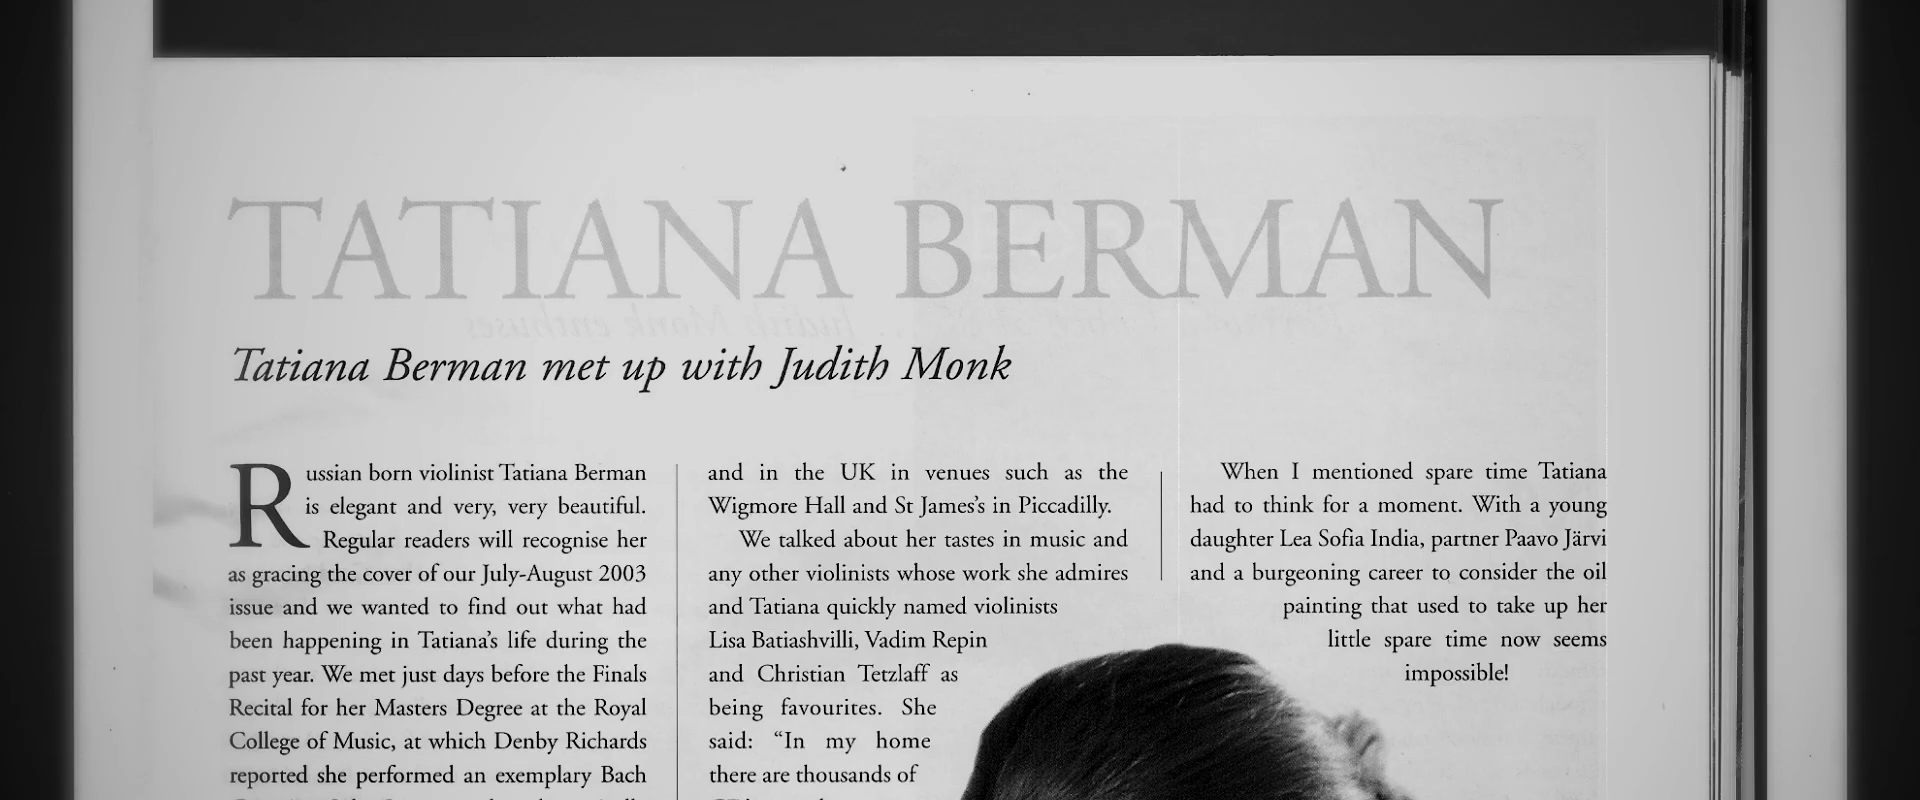 TATIANA BERMAN
Tatiana Berman met up with Judith Monk
Russian born violinist Tatiana Berman
is elegant and very, very beautiful.
Regular readers will recognise her
as gracing the cover of our July-August 2003
issue and we wanted to find out what had
been happening in Tatiana's life during the
past year. We met just days before the Finals
Recital for her Masters Degree at the Royal
College of Music, at which Denby Richards
reported she performed an exemplary Bach
and in the UK in venues such as the
Wigmore Hall and St James's in Piccadilly.
We talked about her tastes in music and
any other violinists whose work she admires
and Tatiana quickly named violinists
Lisa Batiashvilli, Vadim Repin
and Christian Tetzlaff as
being favourites. She
said: “In my home
there are thousands of
When I mentioned spare time Tatiana
had to think for a moment. With a young
daughter Lea Sofia India, partner Paavo Järvi
and a burgeoning career to consider the oil
painting that used to take up her
little spare time now seems
impossible!